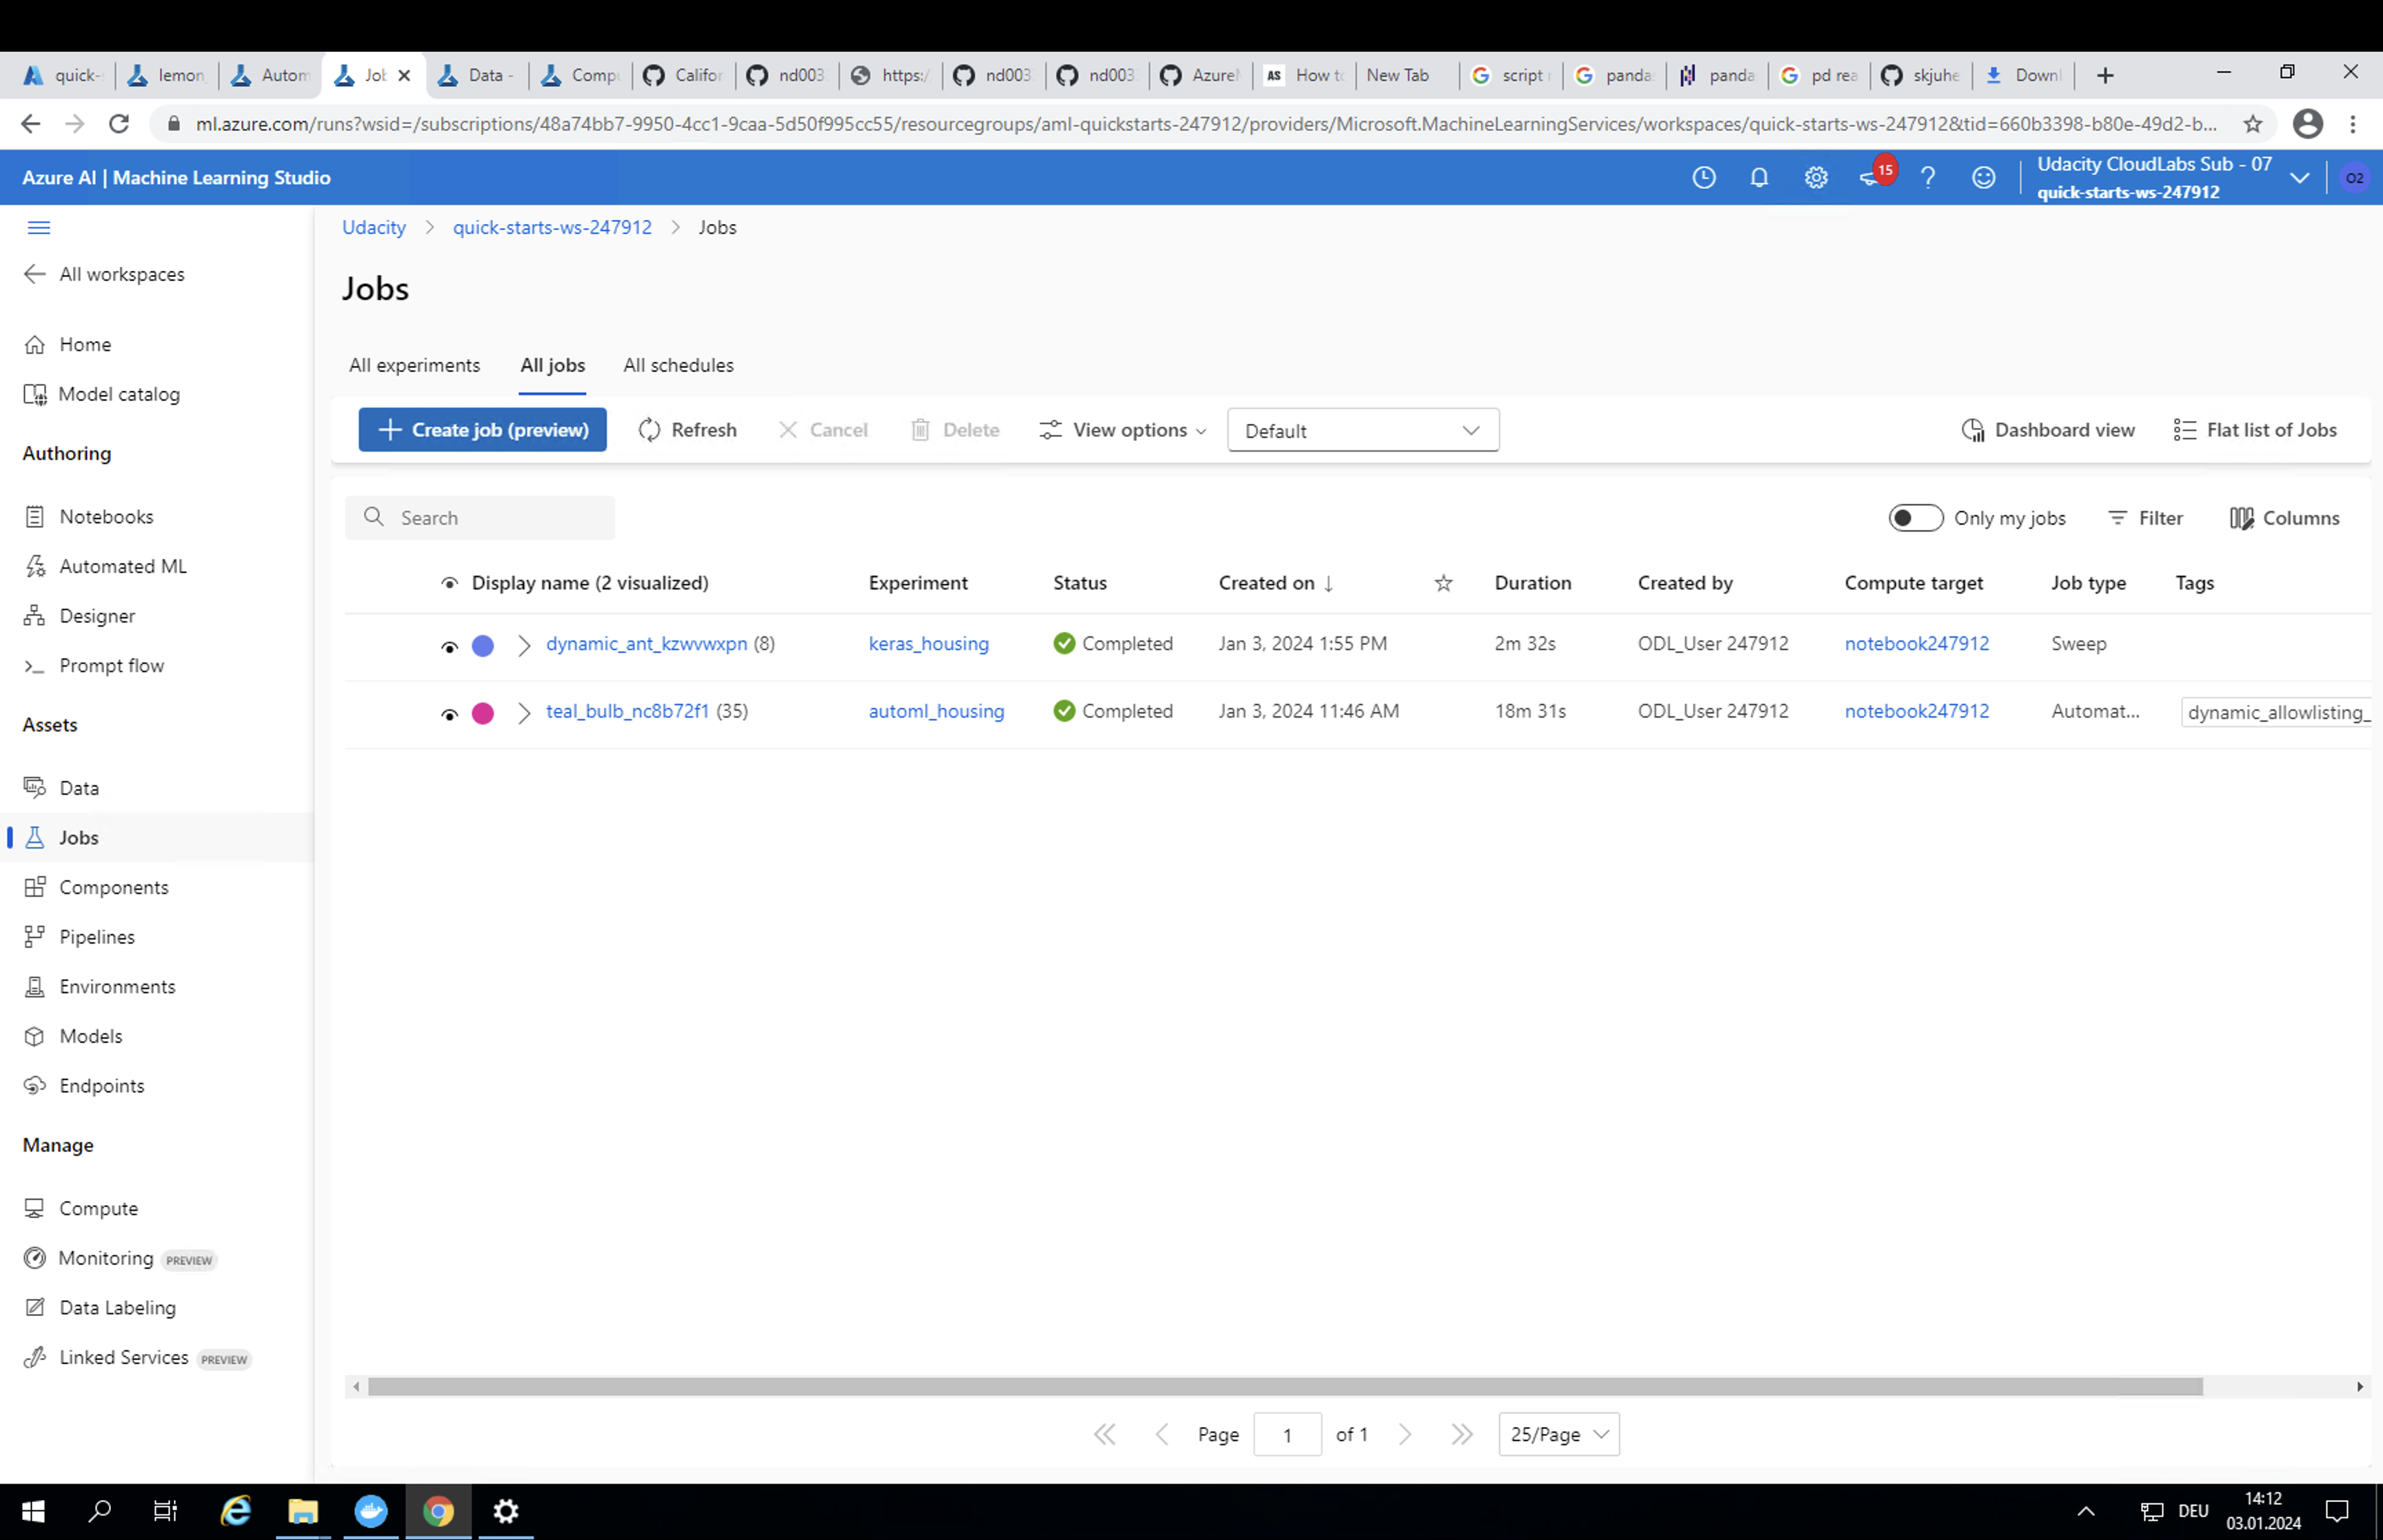 quick- lemon Autom Job Data - Compu Califor nd003 https:/ nd003 nd003 AzureM AS How to New Tab script panda panda pd rea skjuhe Downl
ml.azure.com/runs?wsid=/subscriptions/48a74bb7-9950-4cc1-9caa-5d50f995cc55/resourcegroups/aml-quickstarts-247912/providers/Microsoft.MachineLearningServices/workspaces/quick-starts-ws-247912&tid=660b3398-b80e-49d2-b...
Azure AI | Machine Learning Studio
15
Udacity CloudLabs Sub - 07
quick-starts-ws-247912
O2
All workspaces
Home
Model catalog
Authoring
Notebooks
Automated ML
Designer
Prompt flow
Assets
Data
Jobs
Components
Pipelines
Environments
Models
Endpoints
Manage
Compute
Monitoring PREVIEW
Data Labeling
Linked Services PREVIEW
Udacity > quick-starts-ws-247912 > Jobs
Jobs
All experiments All jobs All schedules
+ Create job (preview) Refresh Cancel Delete View options Default Dashboard view Flat list of Jobs
Search Only my jobs Filter Columns
Display name (2 visualized) Experiment Status Created on ↓ Duration Created by Compute target Job type Tags
dynamic_ant_kzwvwxpn (8) keras_housing Completed Jan 3, 2024 1:55 PM 2m 32s ODL_User 247912 notebook247912 Sweep
teal_bulb_nc8b72f1 (35) automl_housing Completed Jan 3, 2024 11:46 AM 18m 31s ODL_User 247912 notebook247912 Automat... dynamic_allowlisting_
Page 1 of 1 25/Page
DEU
14:12
03.01.2024